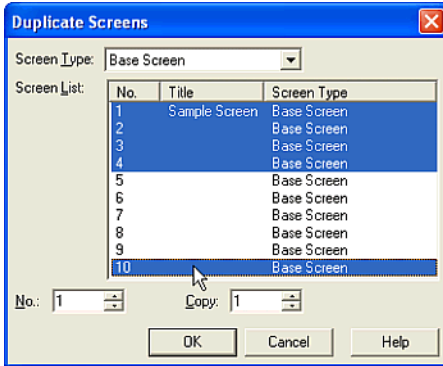 Duplicate Screens
Screen Type: Base Screen
Screen List:
No. Title Screen Type
1 Sample Screen Base Screen
2 Base Screen
3 Base Screen
4 Base Screen
5 Base Screen
6 Base Screen
7 Base Screen
8 Base Screen
9 Base Screen
10 Base Screen
No.: 1 Copy: 1
OK Cancel Help